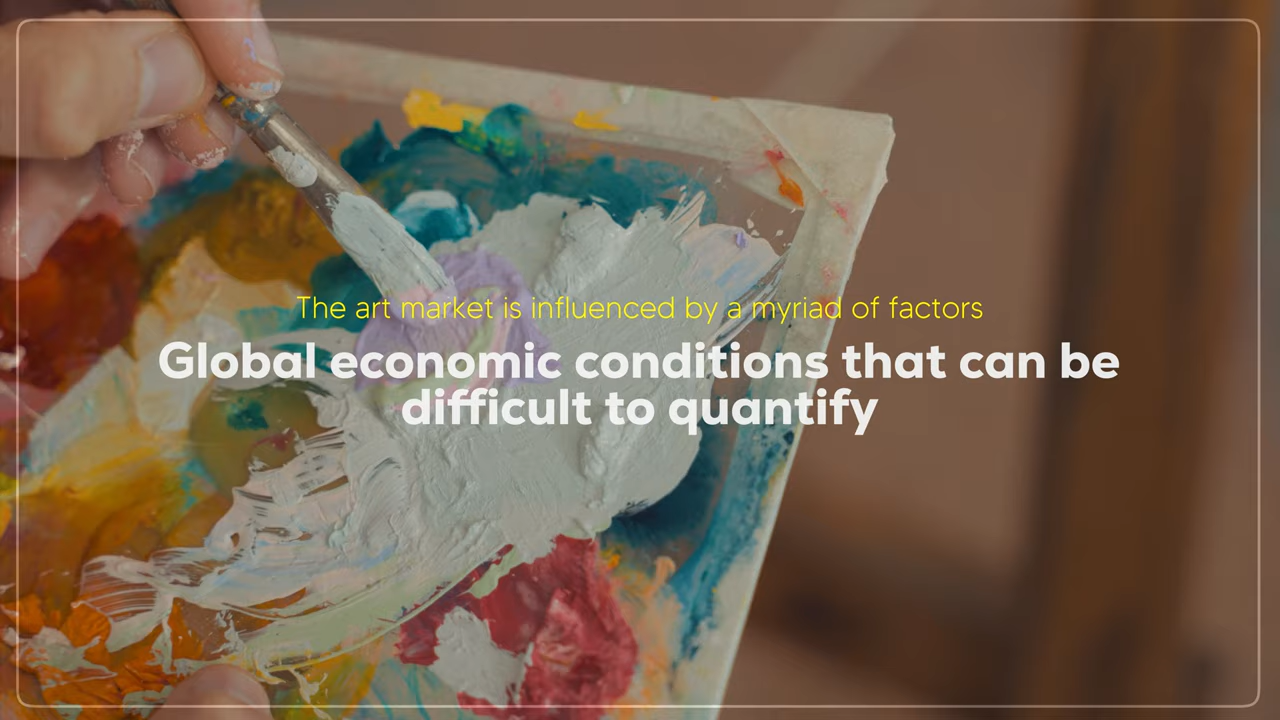 The art market is influenced by a myriad of factors
Global economic conditions that can be
difficult to quantify